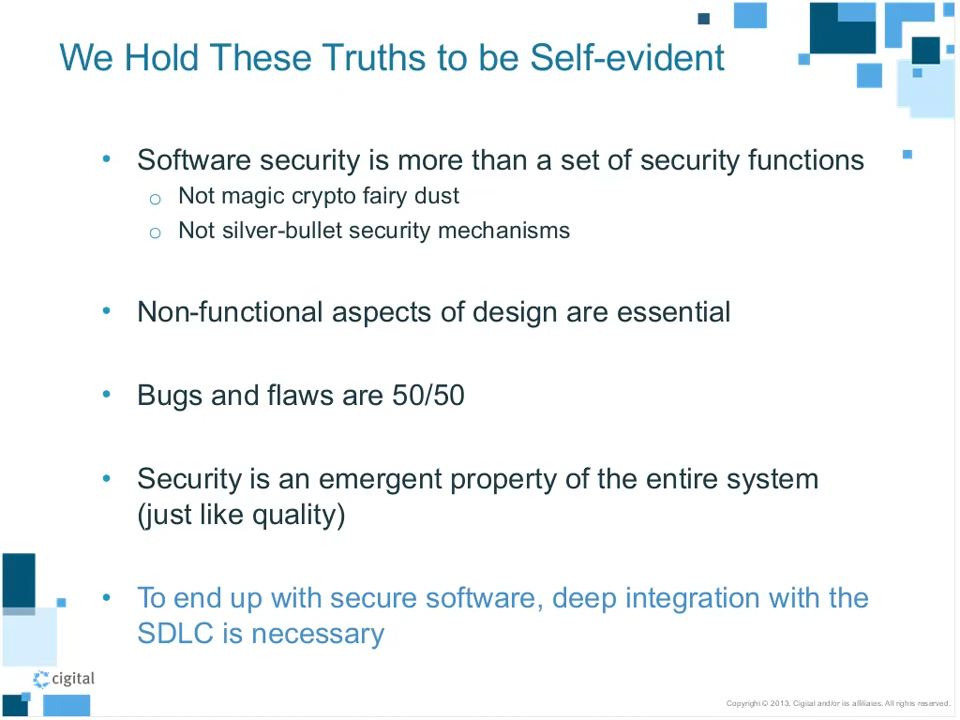 We Hold These Truths to be Self-evident
• Software security is more than a set of security functions
o Not magic crypto fairy dust
o Not silver-bullet security mechanisms
• Non-functional aspects of design are essential
• Bugs and flaws are 50/50
• Security is an emergent property of the entire system
(just like quality)
• To end up with secure software, deep integration with the
SDLC is necessary
cigital
Copyright © 2013, Cigital and/or its affiliates. All rights reserved.